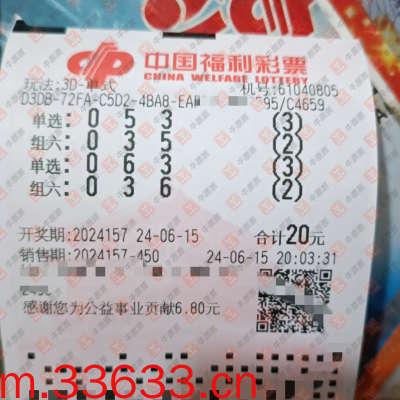 中国福利彩票
CHINA WELFARE LOTTERY
玩法:3D-单式 机号:61040805
D3DB-72FA-C5D2-4BA8-EA 95/C4659
单选: 0 5 3 (3)
组六: 0 3 5 (2)
单选: 0 6 3 (3)
组六: 0 3 6 (2)
开奖期:2024157 24-06-15 合计20元
销售期:2024157-450 24-06-15 20:03:31
感谢您为公益事业贡献6.80元
m.33633.cn